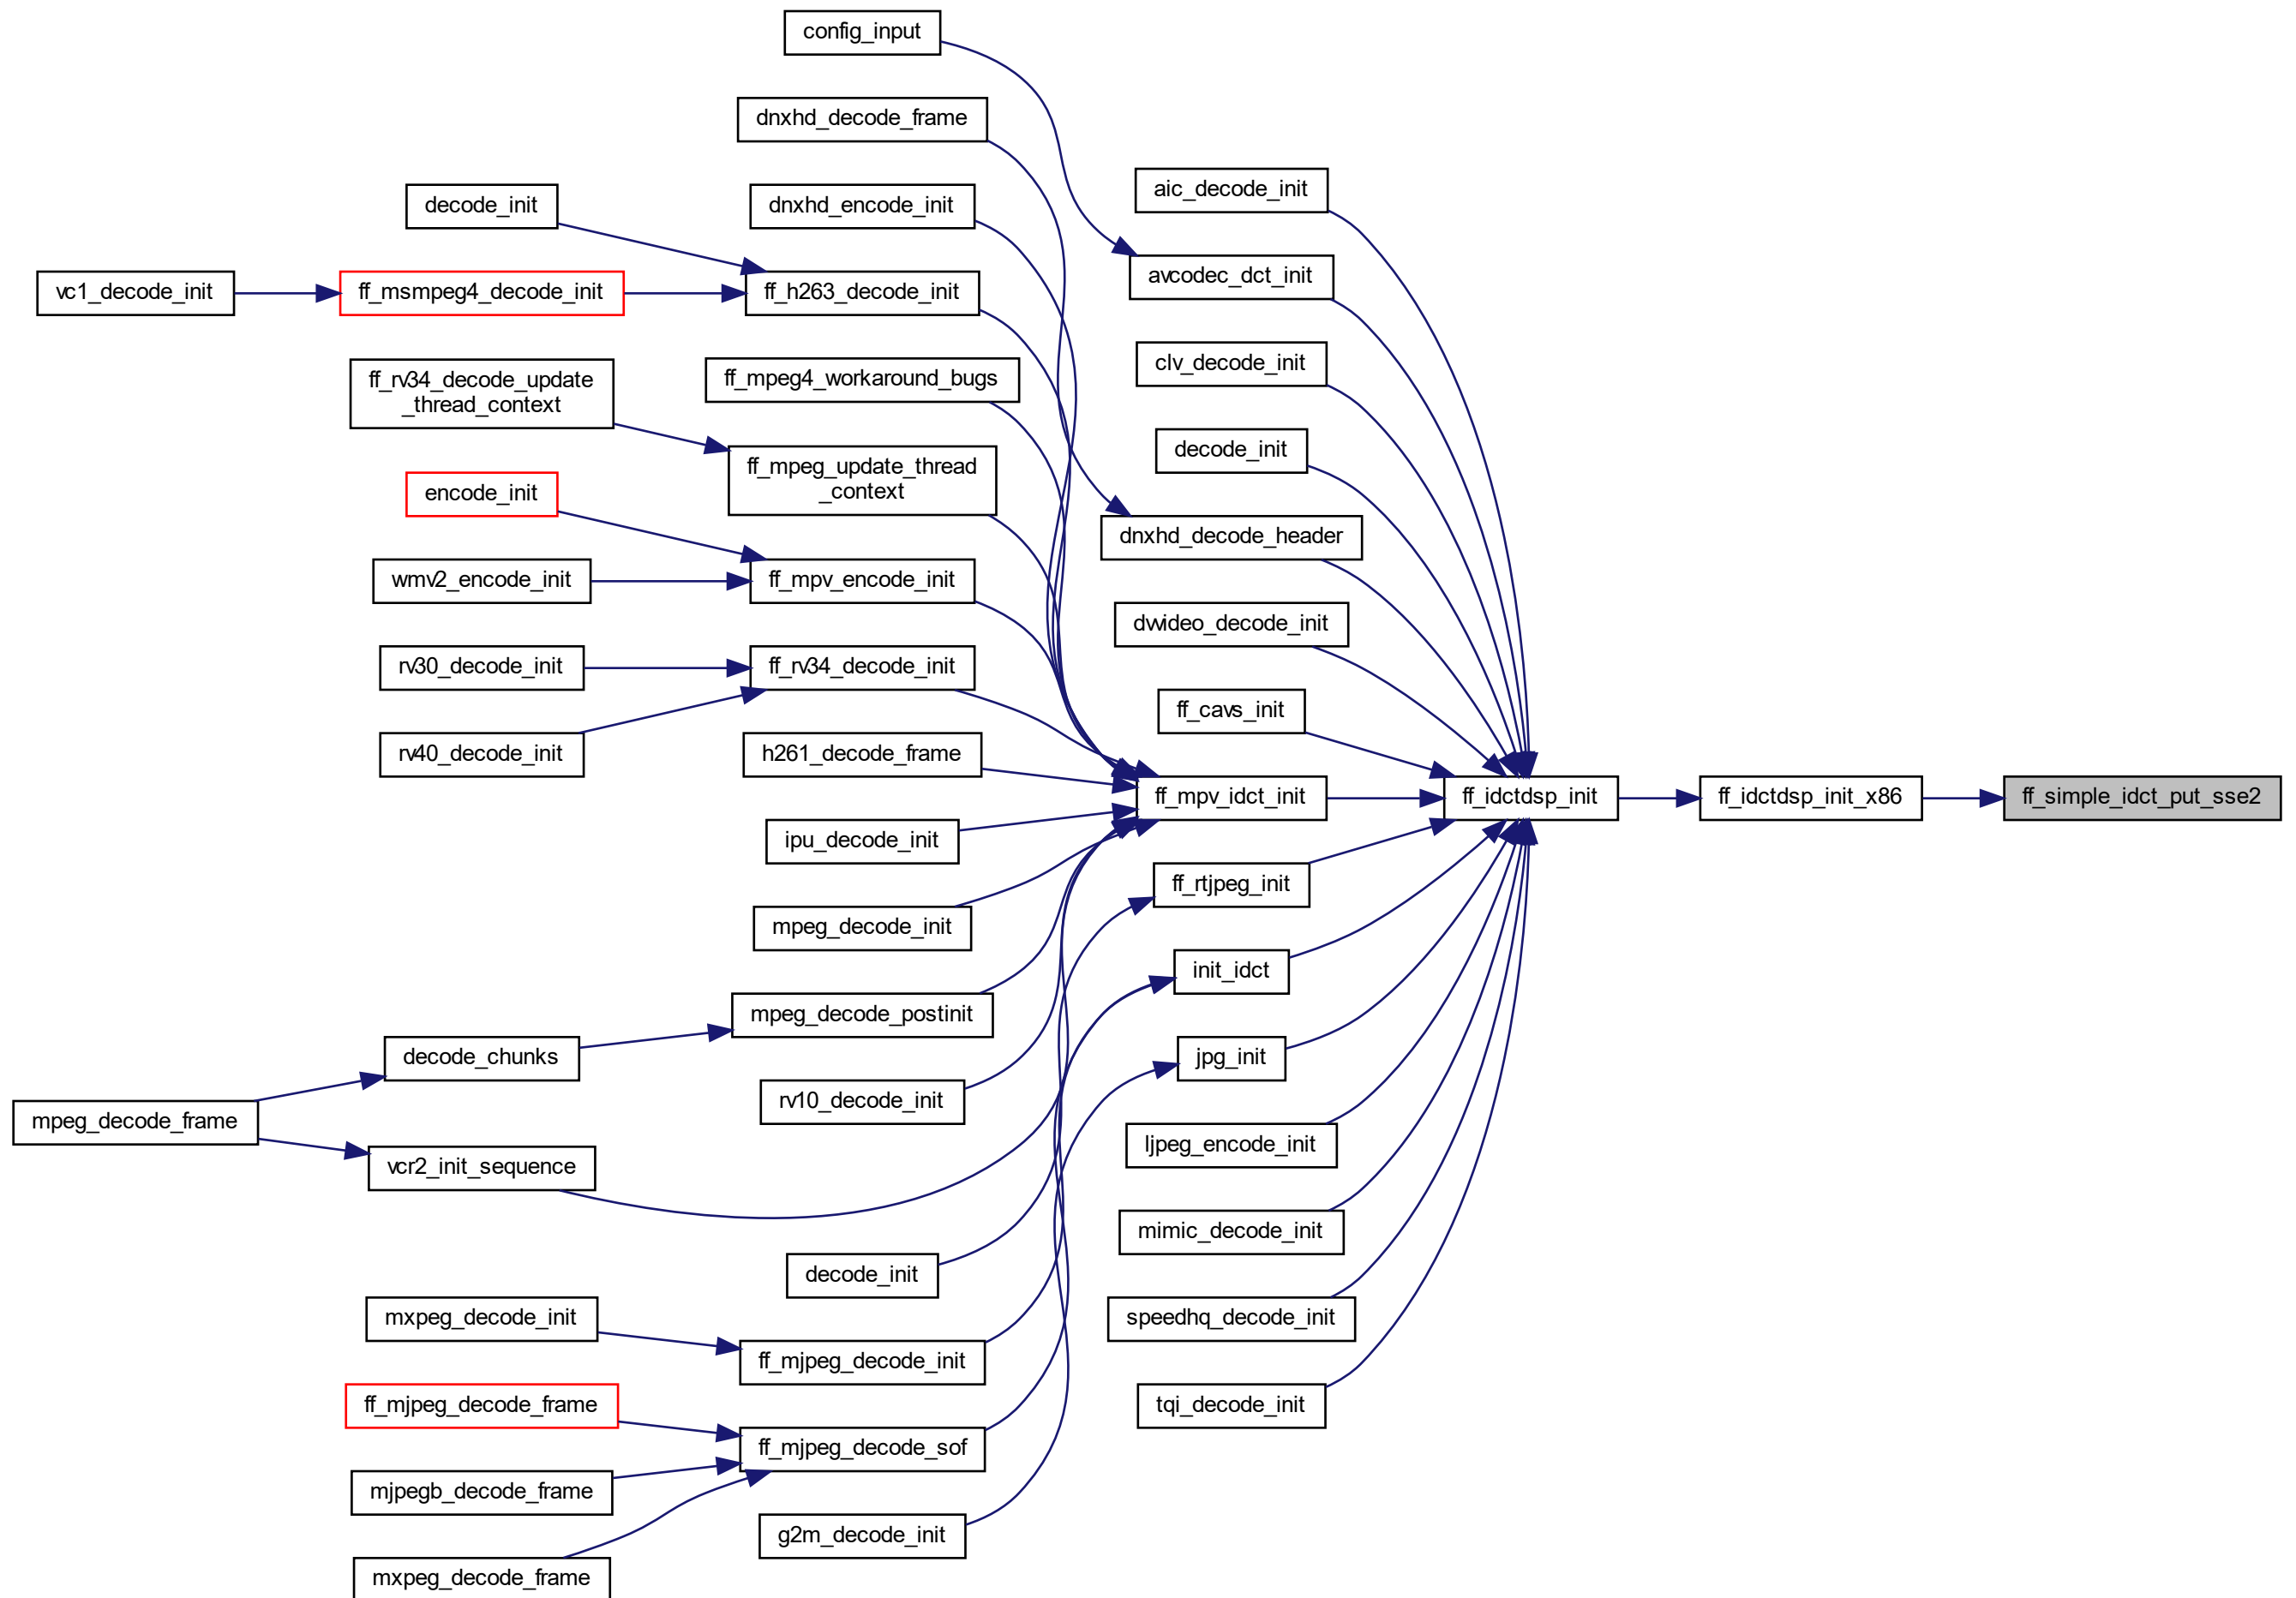 config_input
dnxhd_decode_frame
aic_decode_init
decode_init
dnxhd_encode_init
avcodec_dct_init
vc1_decode_init
ff_msmpeg4_decode_init
ff_h263_decode_init
clv_decode_init
ff_rv34_decode_update
_thread_context
ff_mpeg4_workaround_bugs
decode_init
ff_mpeg_update_thread
_context
encode_init
dnxhd_decode_header
wmv2_encode_init
ff_mpv_encode_init
dwideo_decode_init
rv30_decode_init
ff_rv34_decode_init
ff_cavs_init
rv40_decode_init
h261_decode_frame
ff_mpv_idct_init
ff_idctdsp_init
ff_idctdsp_init_x86
ff_simple_idct_put_sse2
ipu_decode_init
ff_rtjpeg_init
mpeg_decode_init
init_idct
mpeg_decode_postinit
decode_chunks
jpg_init
mpeg_decode_frame
rv10_decode_init
ljpeg_encode_init
vcr2_init_sequence
mimic_decode_init
decode_init
mxpeg_decode_init
speedhq_decode_init
ff_mjpeg_decode_init
ff_mjpeg_decode_frame
tqi_decode_init
ff_mjpeg_decode_sof
mjpegb_decode_frame
g2m_decode_init
mxpeg_decode_frame